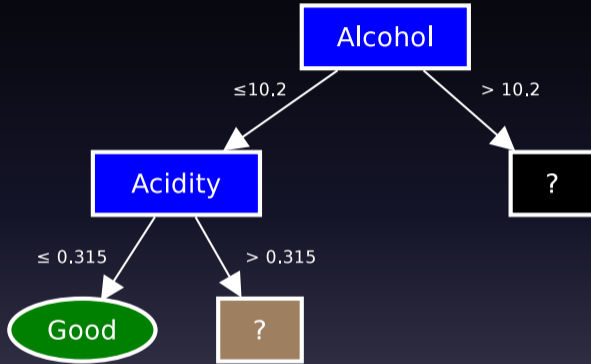 Alcohol
≤10.2
> 10.2
Acidity
?
≤ 0.315
> 0.315
Good
?